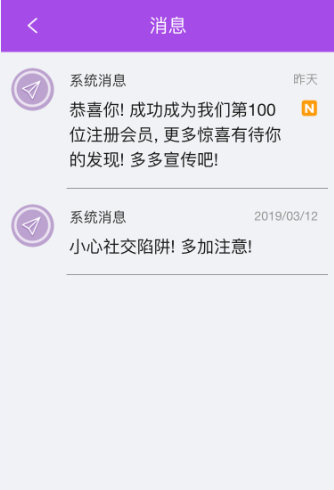 消息
系统消息 昨天
恭喜你! 成功成为我们第100 N
位注册会员, 更多惊喜有待你
的发现! 多多宣传吧!
系统消息 2019/03/12
小心社交陷阱! 多加注意!